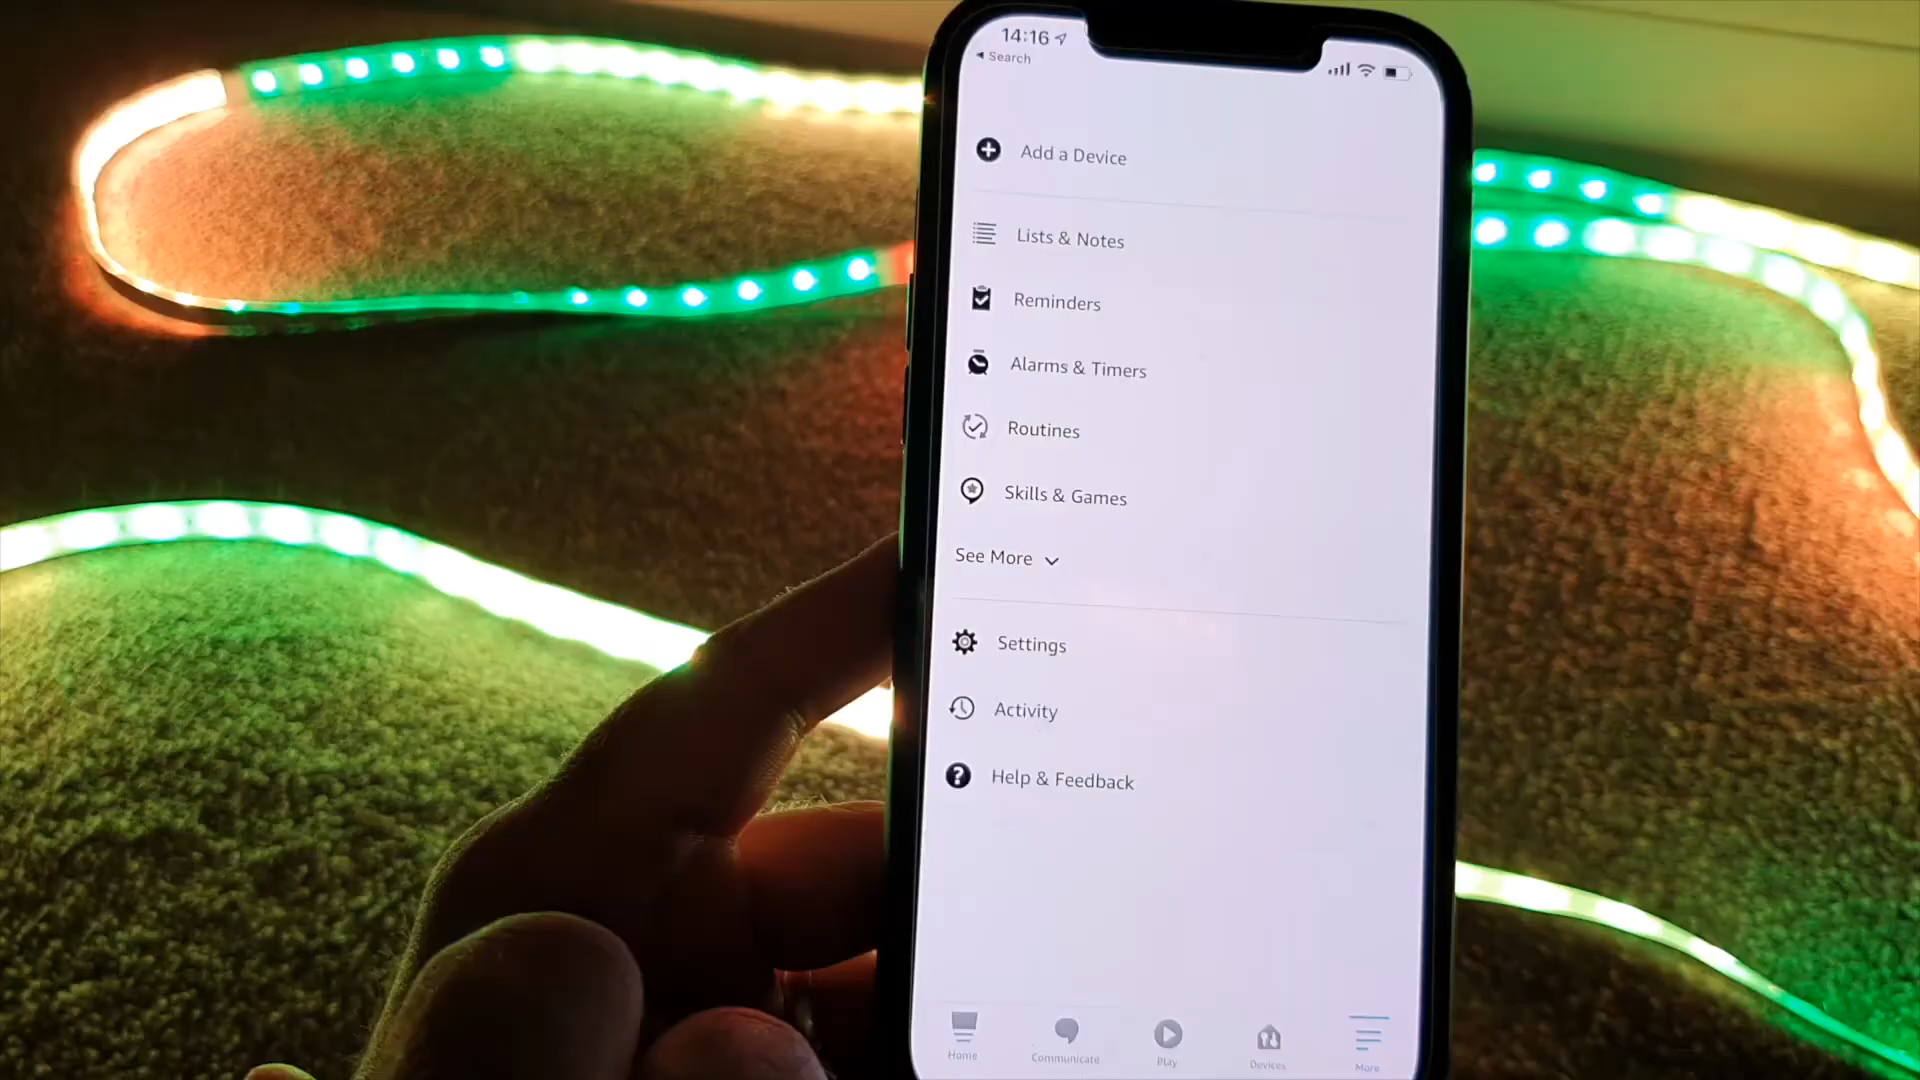 14:16
Search
Add a Device
Lists & Notes
Reminders
Alarms & Timers
Routines
Skills & Games
See More
Settings
Activity
Help & Feedback
Home
Communicate
Play
Devices
More